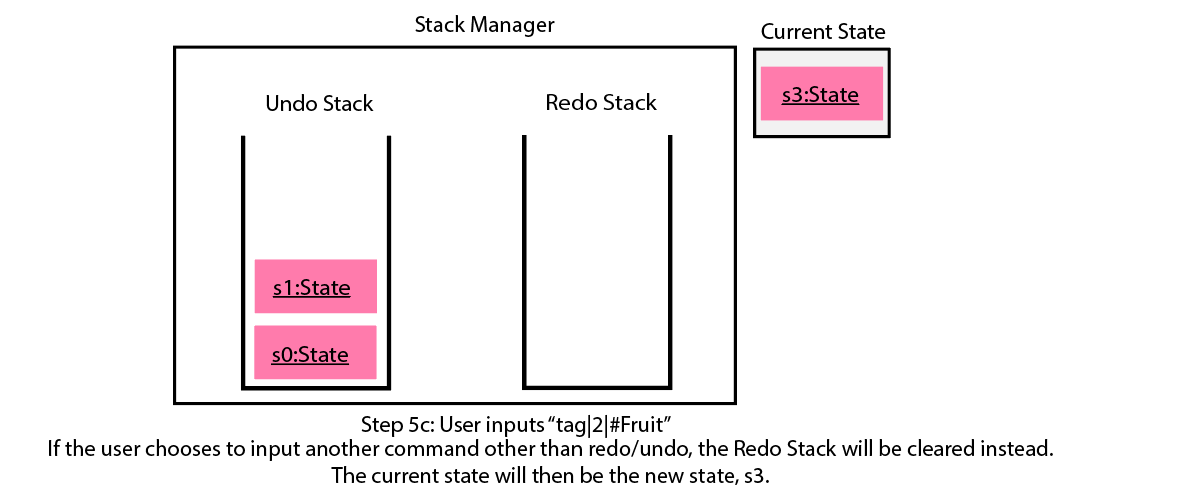 Stack Manager
Current State
s3:State
Undo Stack
Redo Stack
s1:State
s0:State
Step 5c: User inputs “tag|2|#Fruit”
If the user chooses to input another command other than redo/undo, the Redo Stack will be cleared instead.
The current state will then be the new state, s3.